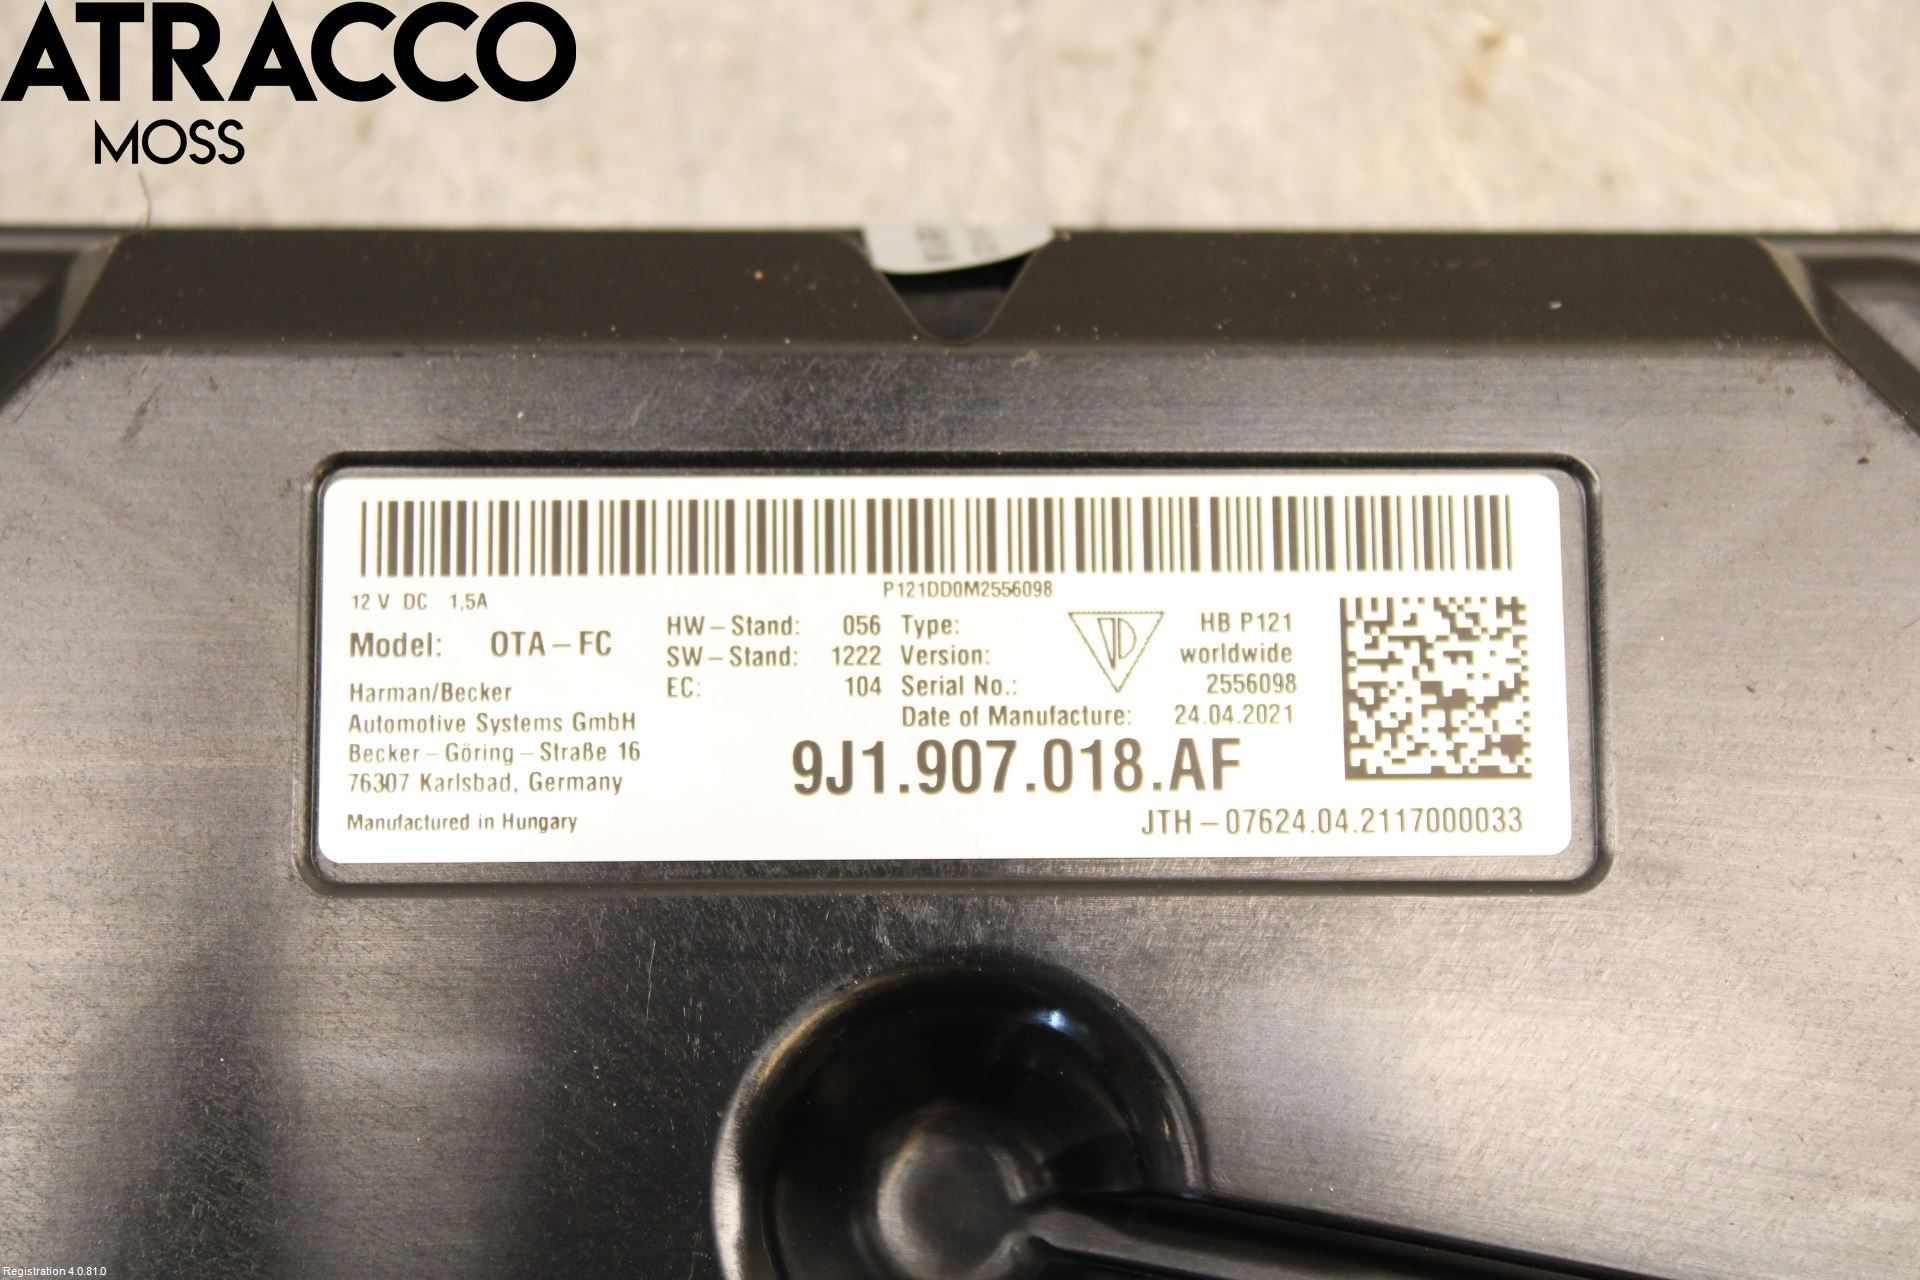 ATRACCO
MOSS
P121DD0M2556098
12 V DC 1,5A
Model: OTA-FC
Harman/Becker
Automotive Systems GmbH
Becker-Göring-Straße 16
76307 Karlsbad, Germany
Manufactured in Hungary
HW-Stand: 056
SW-Stand: 1222
EC: 104
Type: HB P121
Version: worldwide
Serial No.: 2556098
Date of Manufacture: 24.04.2021
9J1.907.018.AF
JTH-07624.04.2117000033
Registration 4.0.81.0